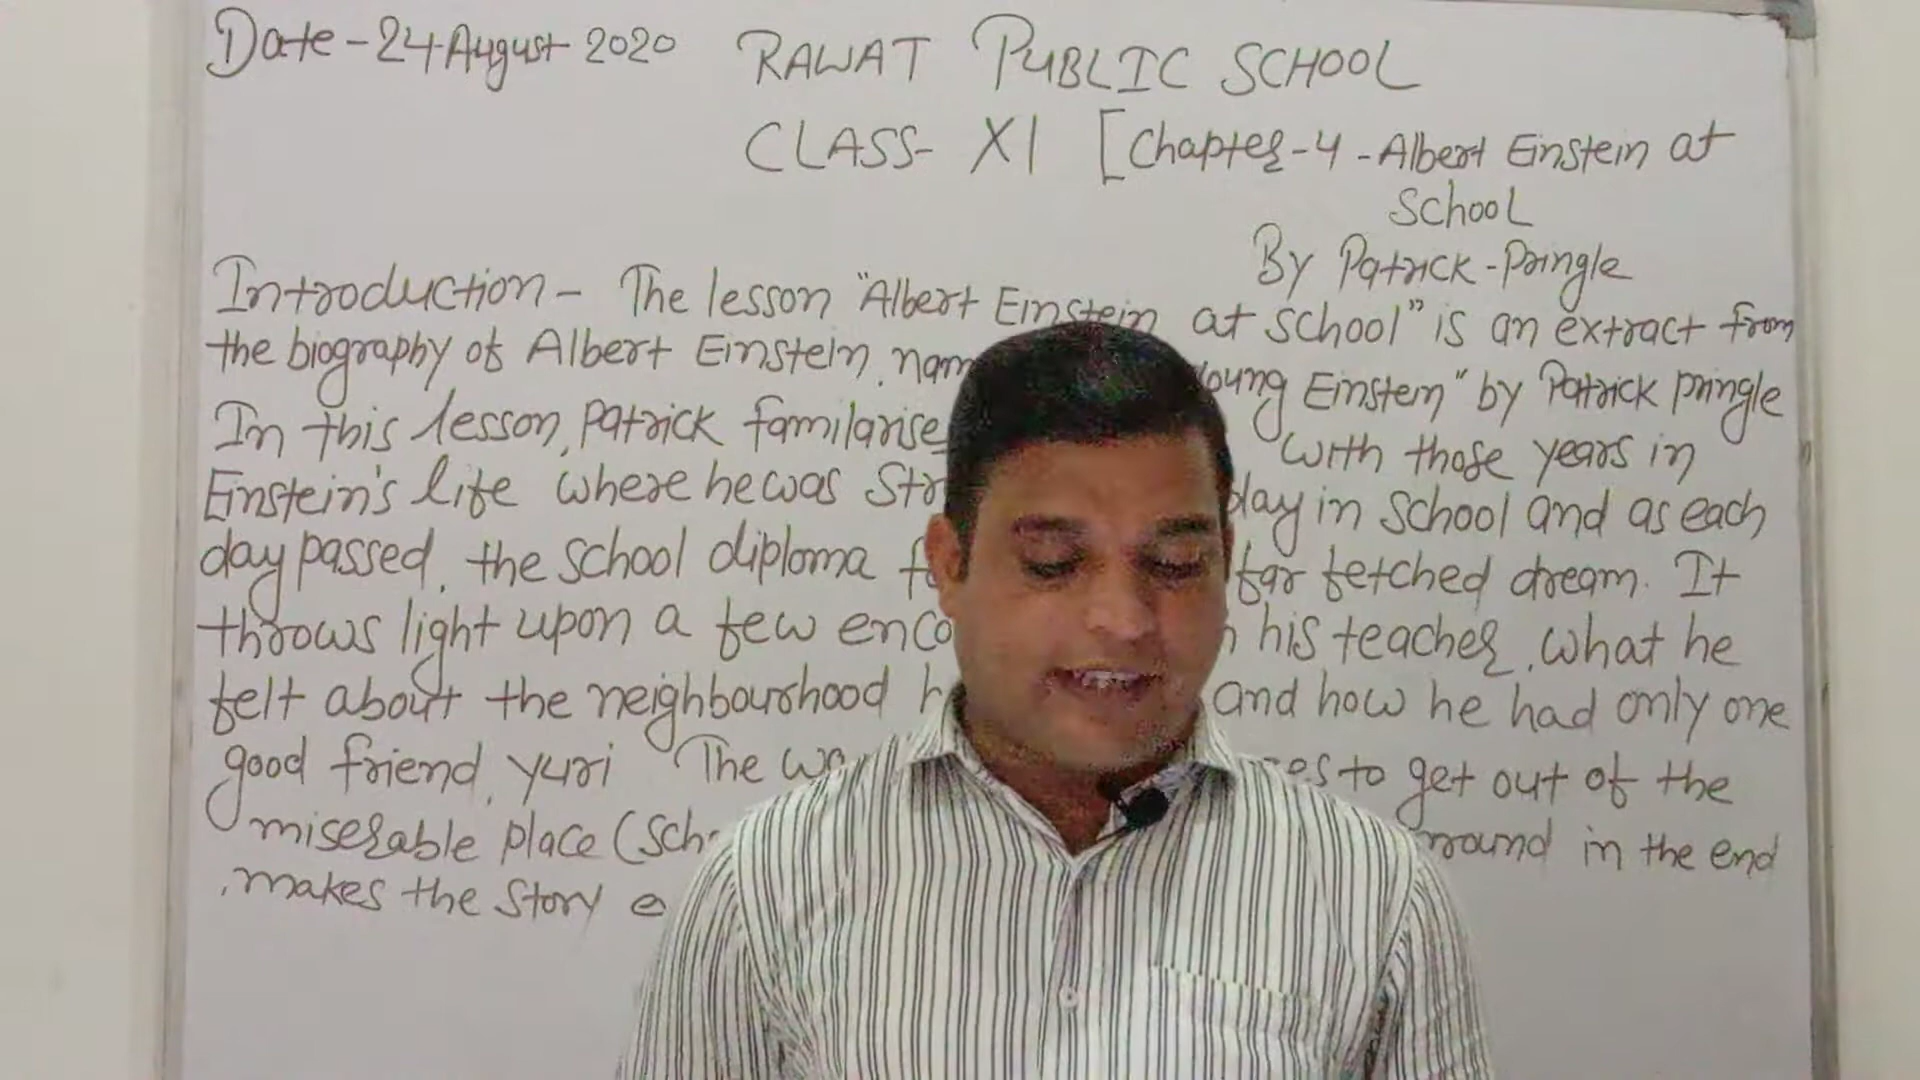 Date - 24 August 2020 RAWAT PUBLIC SCHOOL
CLASS- XI [Chapter-4 - Albert Einstein at
SCHOOL
By Patrick - Pringle
Introduction - The lesson "Albert Einstein at school" is an extract from
the biography of Albert Einstein, Young Einstein" by Patrick pringle
In this lesson, Patrick familarise with those years in
Einstein's life where he was day in school and as each
day passed, the school diploma far fetched dream. It
throws light upon a few his teacher, what he
felt about the neighbourhood and how he had only one
good friend, yuri The to get out of the
miserable place in the end
, makes the story